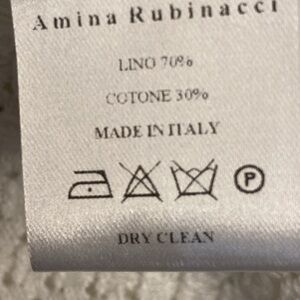 Amina Rubinacci
LINO 70%
COTONE 30%
MADE IN ITALY
P
DRY CLEAN